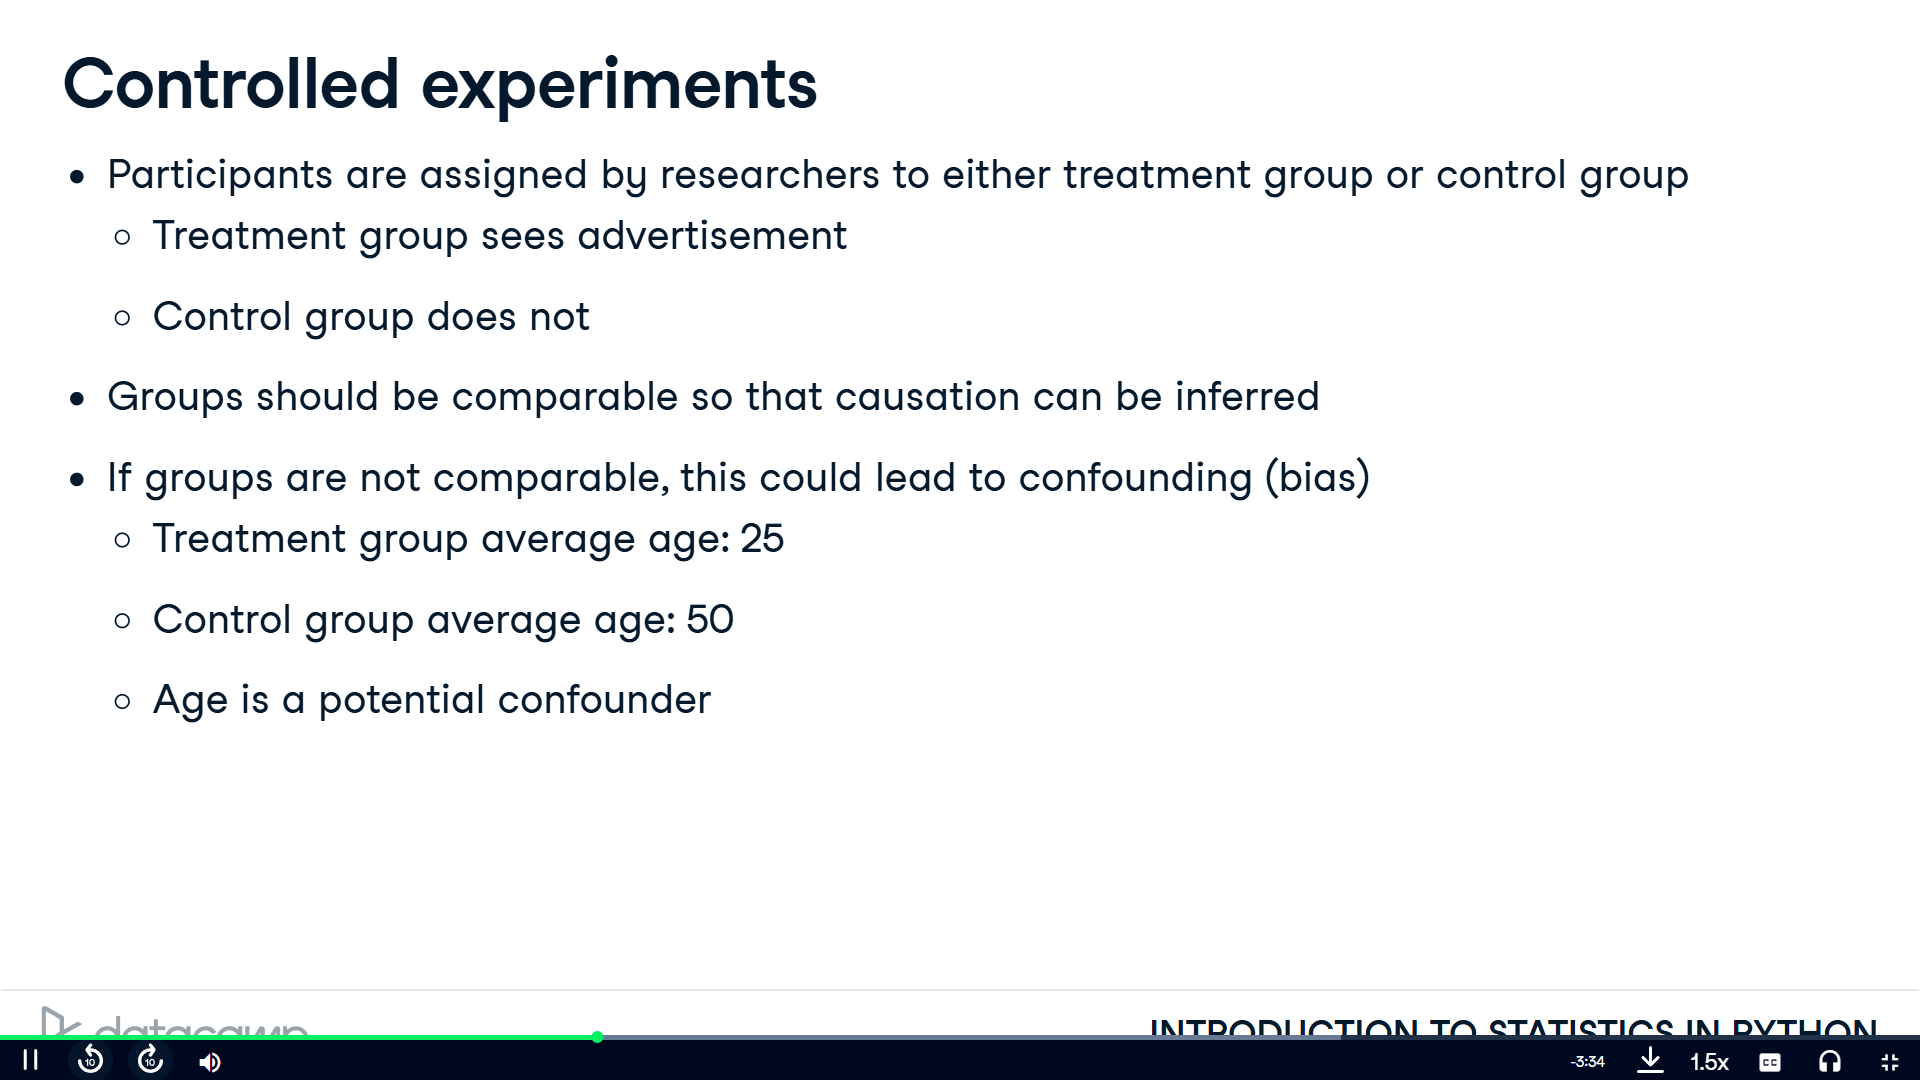 Controlled experiments
Participants are assigned by researchers to either treatment group or control group
Treatment group sees advertisement
Control group does not
Groups should be comparable so that causation can be inferred
If groups are not comparable, this could lead to confounding (bias)
Treatment group average age: 25
Control group average age: 50
Age is a potential confounder
datacamp
INTRODUCTION TO STATISTICS IN PYTHON
10
10
-3:34
1.5x
CC